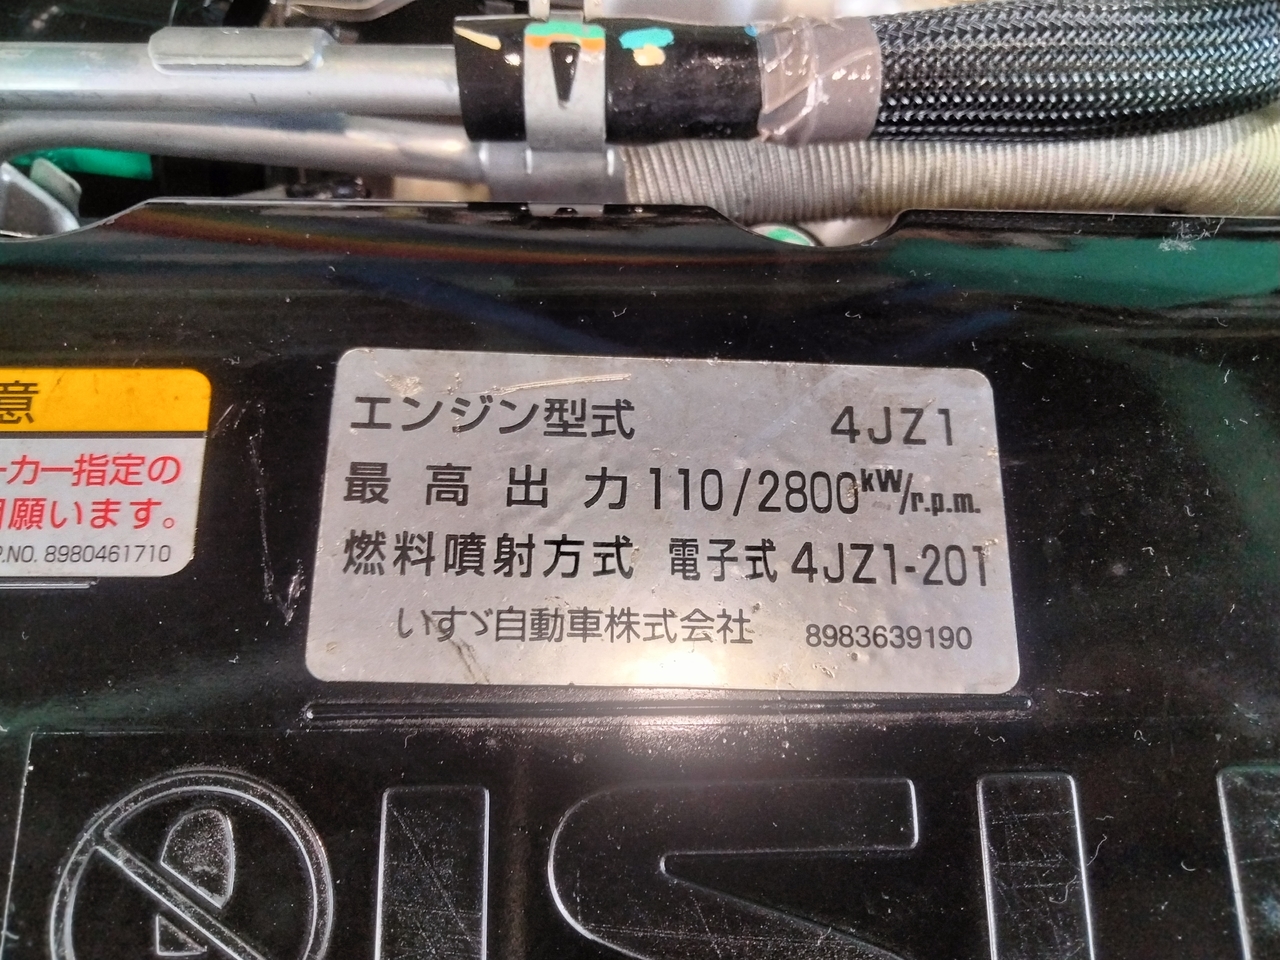 意
ーカー指定の
願います。
P.NO. 8980461710
エンジン型式 4JZ1
最高出力 110/2800kW/r.p.m.
燃料噴射方式 電子式 4JZ1-201
いすゞ自動車株式会社 8983639190
ISU